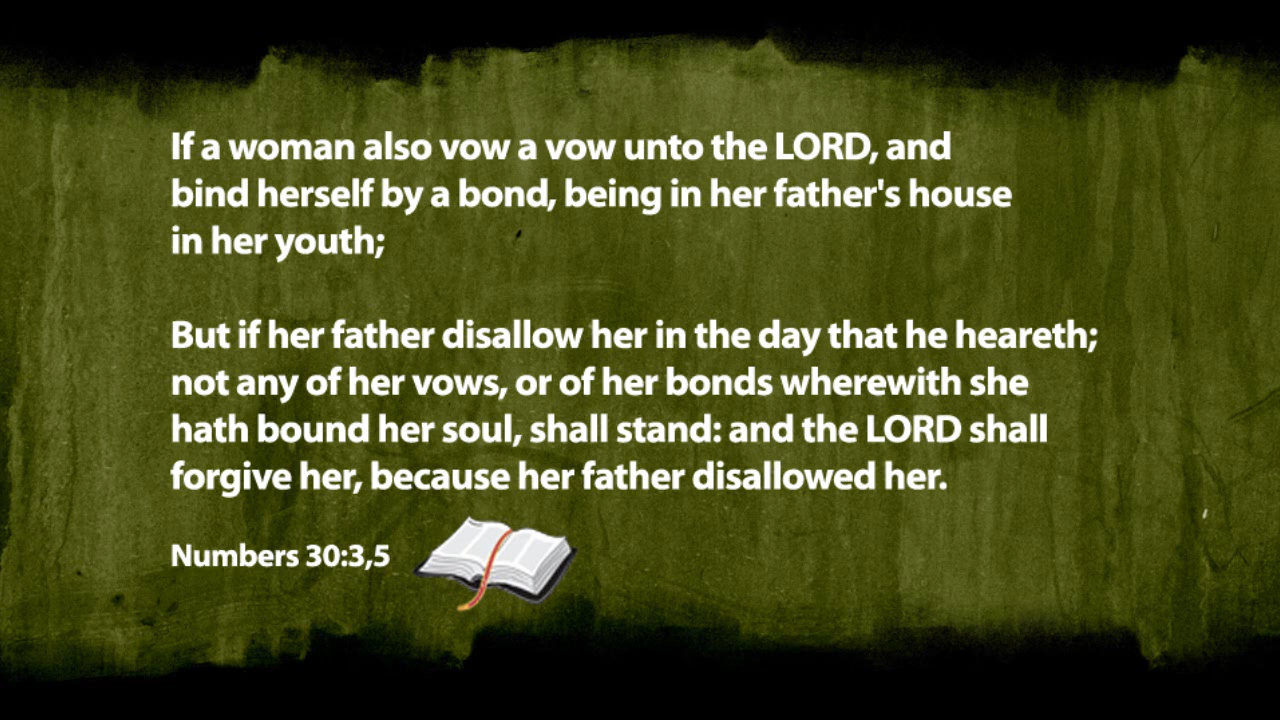 If a woman also vow a vow unto the LORD, and
bind herself by a bond, being in her father's house
in her youth;
But if her father disallow her in the day that he heareth;
not any of her vows, or of her bonds wherewith she
hath bound her soul, shall stand: and the LORD shall
forgive her, because her father disallowed her.
Numbers 30:3,5